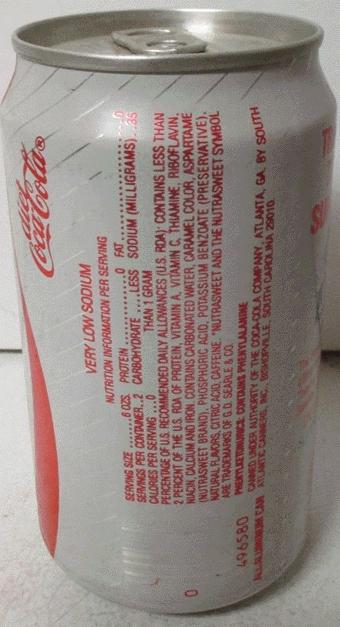 diet
Coca-Cola®
VERY LOW SODIUM
NUTRITION INFORMATION PER SERVING
SERVING SIZE ........ 6 OZS. PROTEIN .................0 FAT ..............................0
SERVINGS PER CONTAINER...2 CARBOHYDRATE .....LESS SODIUM (MILLIGRAMS)...35
CALORIES PER SERVING ....0 THAN 1 GRAM
PERCENTAGE OF U.S. RECOMMENDED DAILY ALLOWANCES (U.S. RDA): CONTAINS LESS THAN
2 PERCENT OF THE U.S. RDA OF PROTEIN, VITAMIN A, VITAMIN C, THIAMINE, RIBOFLAVIN,
NIACIN, CALCIUM AND IRON. CONTAINS CARBONATED WATER, CARAMEL COLOR, ASPARTAME
(NUTRASWEET BRAND), PHOSPHORIC ACID, POTASSIUM BENZOATE (PRESERVATIVE),
NATURAL FLAVORS, CITRIC ACID, CAFFEINE. "NUTRASWEET AND THE NUTRASWEET SYMBOL
ARE TRADEMARKS OF G.D. SEARLE & CO.
PHENYLKETONURICS: CONTAINS PHENYLALANINE
CANNED UNDER AUTHORITY OF THE COCA-COLA COMPANY, ATLANTA, GA. BY SOUTH
ATLANTIC CANNERS, INC., BISHOPVILLE, SOUTH CAROLINA 29010.
496580
ALL ALUMINUM CAN